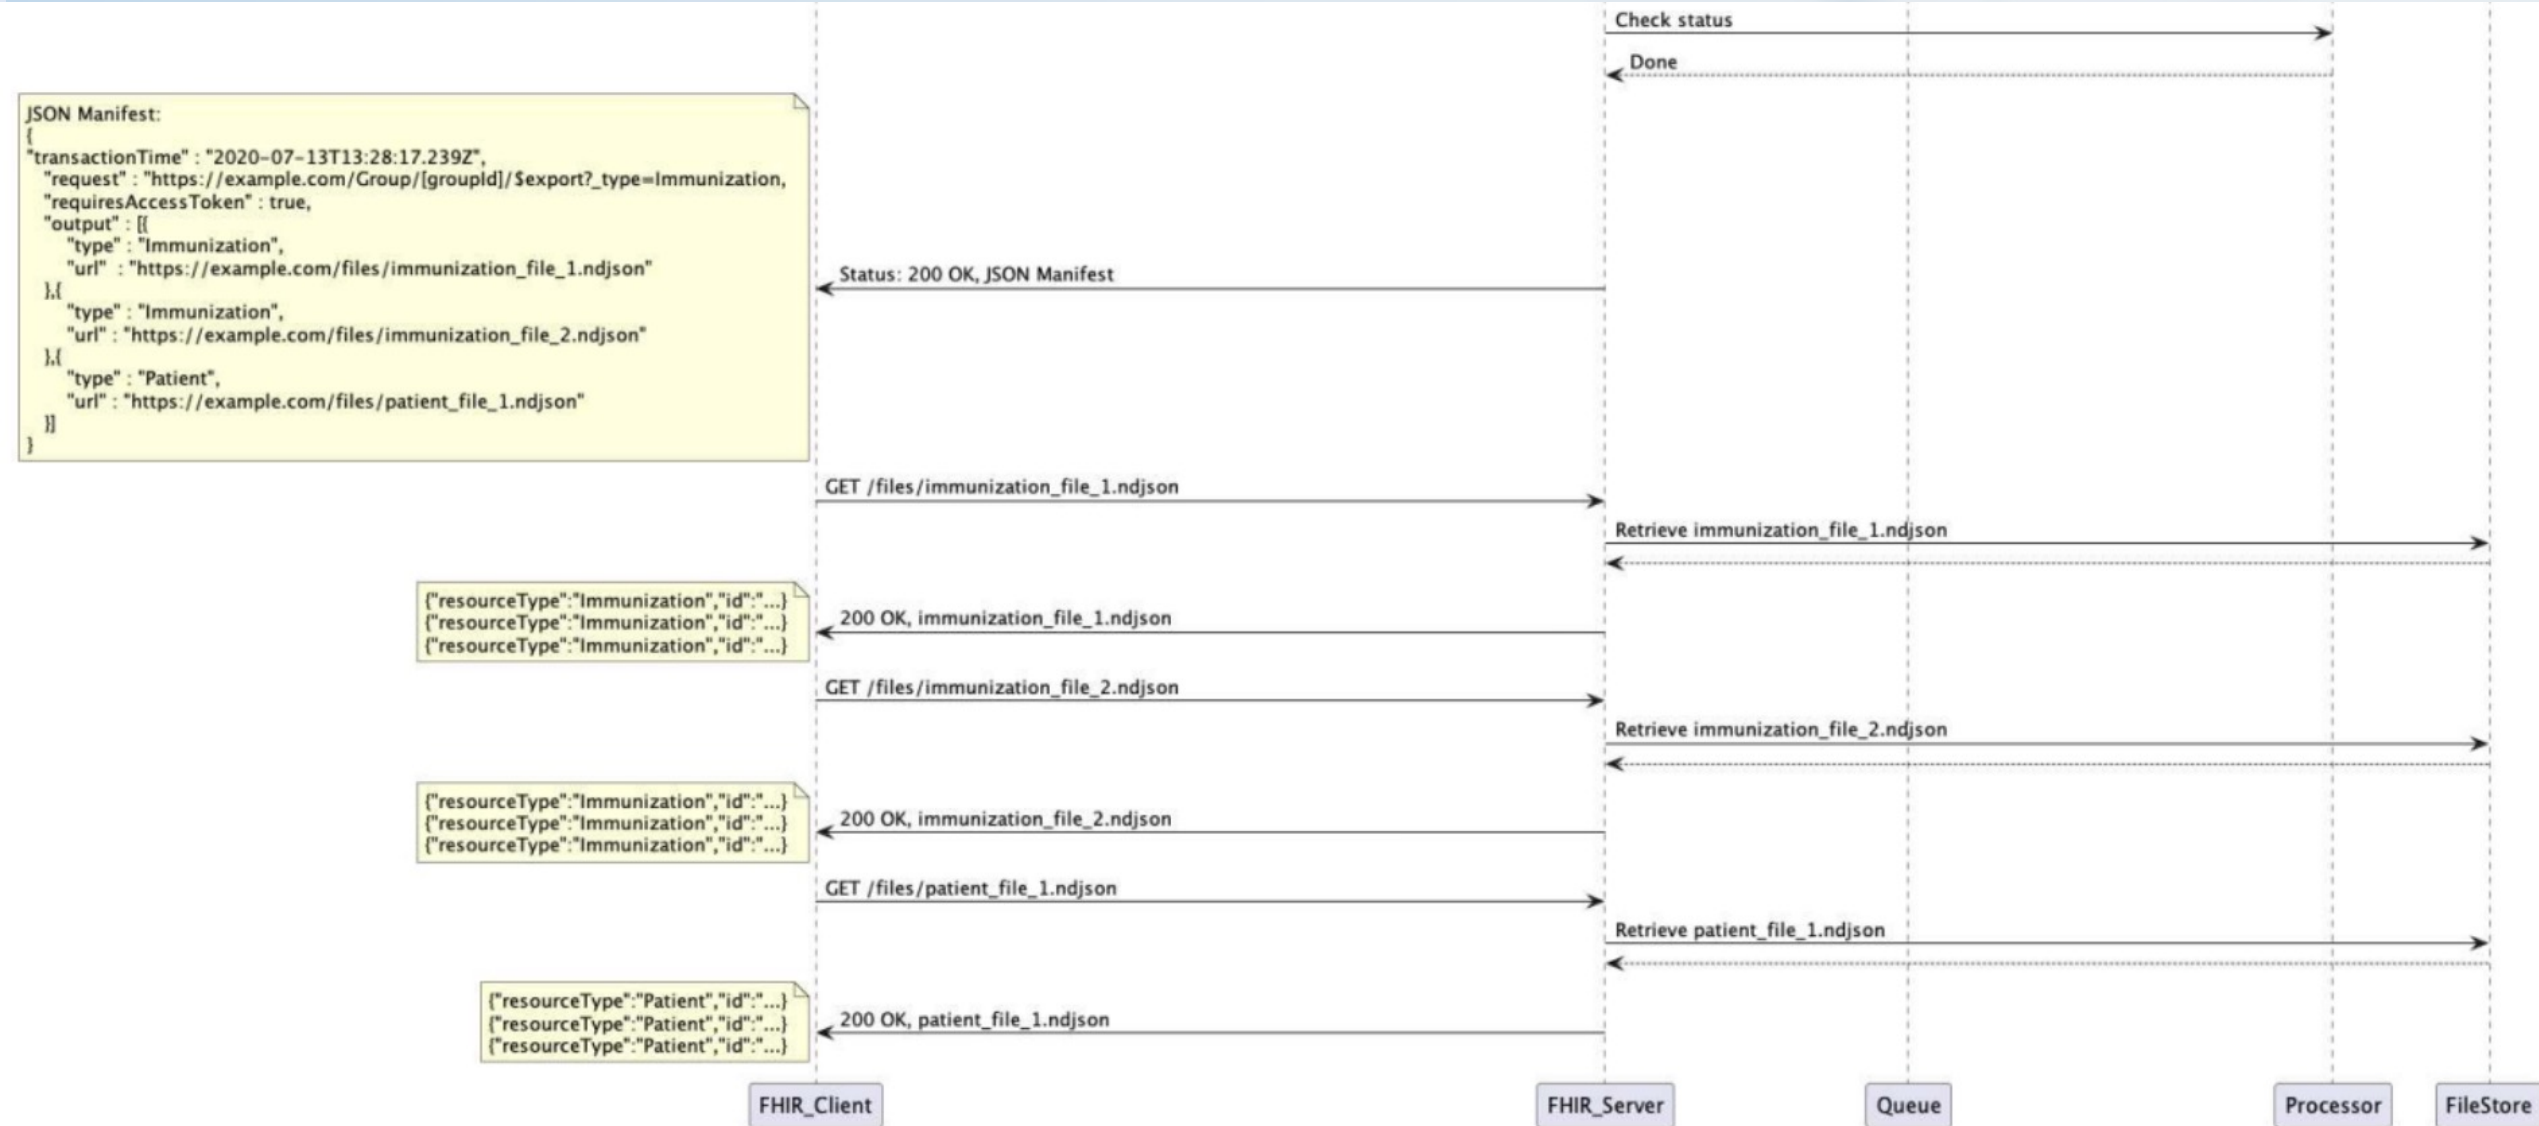 Check status
Done
JSON Manifest:
{
"transactionTime" : "2020-07-13T13:28:17.239Z",
"request" : "https://example.com/Group/[groupId]/$export?_type=Immunization,
"requiresAccessToken" : true,
"output" : [{
"type" : "Immunization",
"url" : "https://example.com/files/immunization_file_1.ndjson"
},{
"type" : "Immunization",
"url" : "https://example.com/files/immunization_file_2.ndjson"
},{
"type" : "Patient",
"url" : "https://example.com/files/patient_file_1.ndjson"
}]
}
Status: 200 OK, JSON Manifest
GET /files/immunization_file_1.ndjson
Retrieve immunization_file_1.ndjson
{"resourceType":"Immunization","id":"...}
{"resourceType":"Immunization","id":"...}
{"resourceType":"Immunization","id":"...}
200 OK, immunization_file_1.ndjson
GET /files/immunization_file_2.ndjson
Retrieve immunization_file_2.ndjson
{"resourceType":"Immunization","id":"...}
{"resourceType":"Immunization","id":"...}
{"resourceType":"Immunization","id":"...}
200 OK, immunization_file_2.ndjson
GET /files/patient_file_1.ndjson
Retrieve patient_file_1.ndjson
{"resourceType":"Patient","id":"...}
{"resourceType":"Patient","id":"...}
{"resourceType":"Patient","id":"...}
200 OK, patient_file_1.ndjson
FHIR_Client
FHIR_Server
Queue
Processor
FileStore